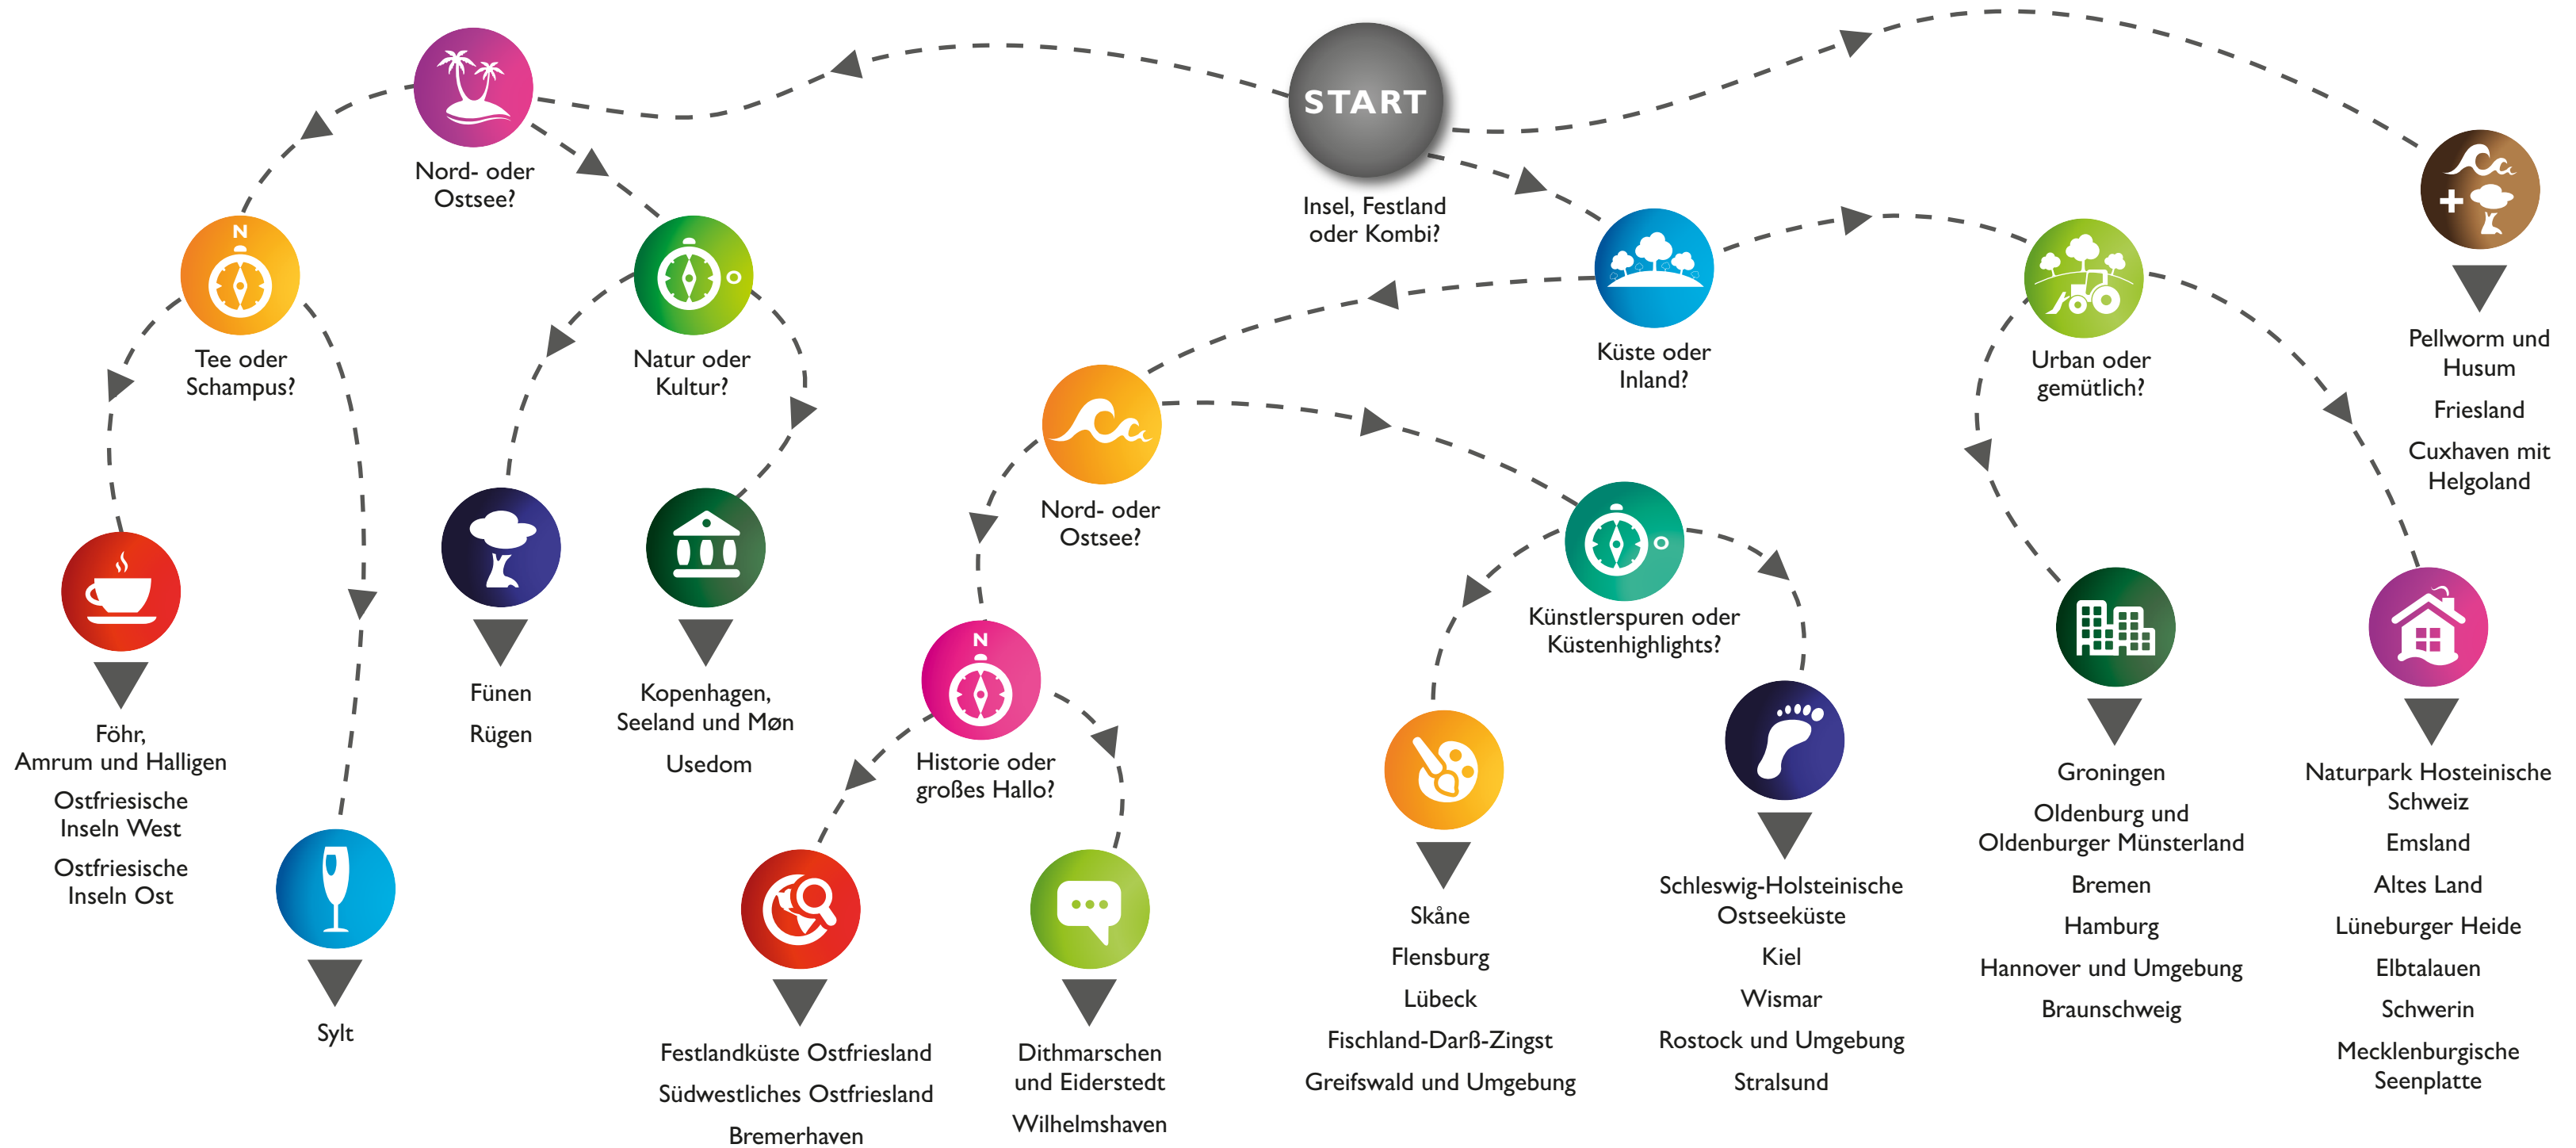 START
Insel, Festland
oder Kombi?
Nord- oder
Ostsee?
N
Tee oder
Schampus?
O
Natur oder
Kultur?
Föhr,
Amrum und Halligen
Ostfriesische
Inseln West
Ostfriesische
Inseln Ost
Sylt
Fünen
Rügen
Kopenhagen,
Seeland und Møn
Usedom
Küste oder
Inland?
Nord- oder
Ostsee?
N
Historie oder
großes Hallo?
Festlandküste Ostfriesland
Südwestliches Ostfriesland
Bremerhaven
Dithmarschen
und Eiderstedt
Wilhelmshaven
O
Künstlerspuren oder
Küstenhighlights?
Skåne
Flensburg
Lübeck
Fischland-Darß-Zingst
Greifswald und Umgebung
Schleswig-Holsteinische
Ostseeküste
Kiel
Wismar
Rostock und Umgebung
Stralsund
Urban oder
gemütlich?
Groningen
Oldenburg und
Oldenburger Münsterland
Bremen
Hamburg
Hannover und Umgebung
Braunschweig
Naturpark Hosteinische
Schweiz
Emsland
Altes Land
Lüneburger Heide
Elbtalauen
Schwerin
Mecklenburgische
Seenplatte
+
Pellworm und
Husum
Friesland
Cuxhaven mit
Helgoland